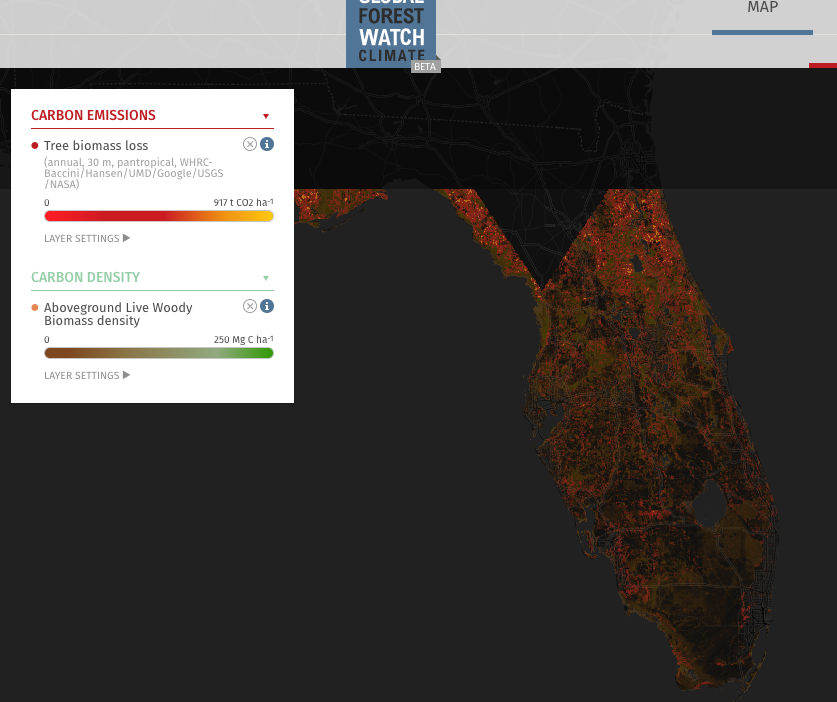 GLOBAL
FOREST
WATCH
CLIMATE
BETA
MAP
CARBON EMISSIONS
Tree biomass loss
(annual, 30 m, pantropical, WHRC-
Baccini/Hansen/UMD/Google/USGS
/NASA)
0 917 t CO2 ha-1
LAYER SETTINGS
CARBON DENSITY
Aboveground Live Woody
Biomass density
0 250 Mg C ha-1
LAYER SETTINGS